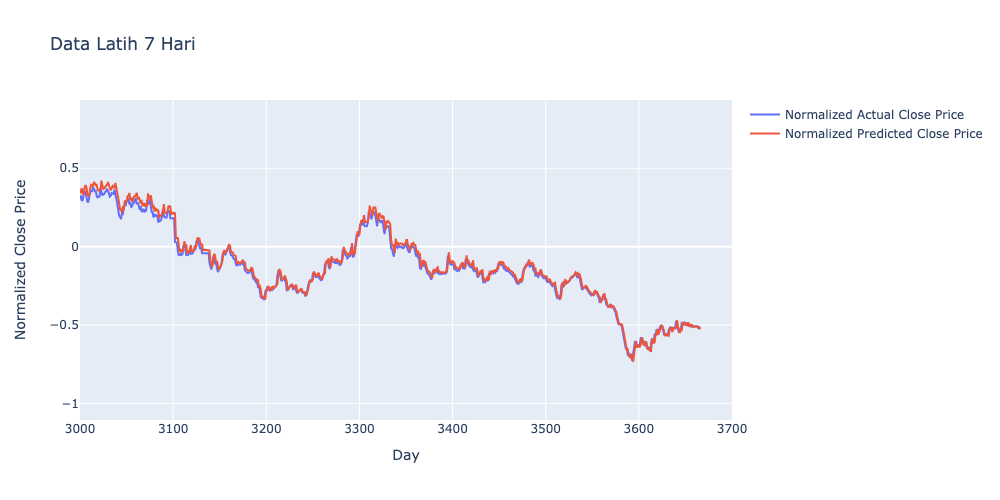 Data Latih 7 Hari
Normalized Actual Close Price
Normalized Predicted Close Price
Normalized Close Price
0.5
0
−0.5
−1
3000 3100 3200 3300 3400 3500 3600 3700
Day